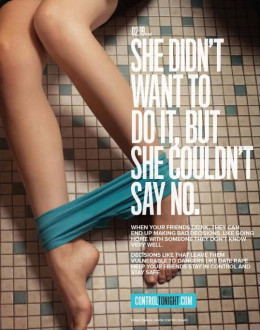 02:19...
SHE DIDN'T
WANT TO
DO IT, BUT
SHE COULDN'T
SAY NO.
WHEN YOUR FRIENDS DRINK, THEY CAN
END UP MAKING BAD DECISIONS, LIKE GOING
HOME WITH SOMEONE THEY DON'T KNOW
VERY WELL.
DECISIONS LIKE THAT LEAVE THEM
VULNERABLE TO DANGERS LIKE DATE RAPE.
HELP YOUR FRIENDS STAY IN CONTROL AND
STAY SAFE.
CONTROLTONIGHT.COM